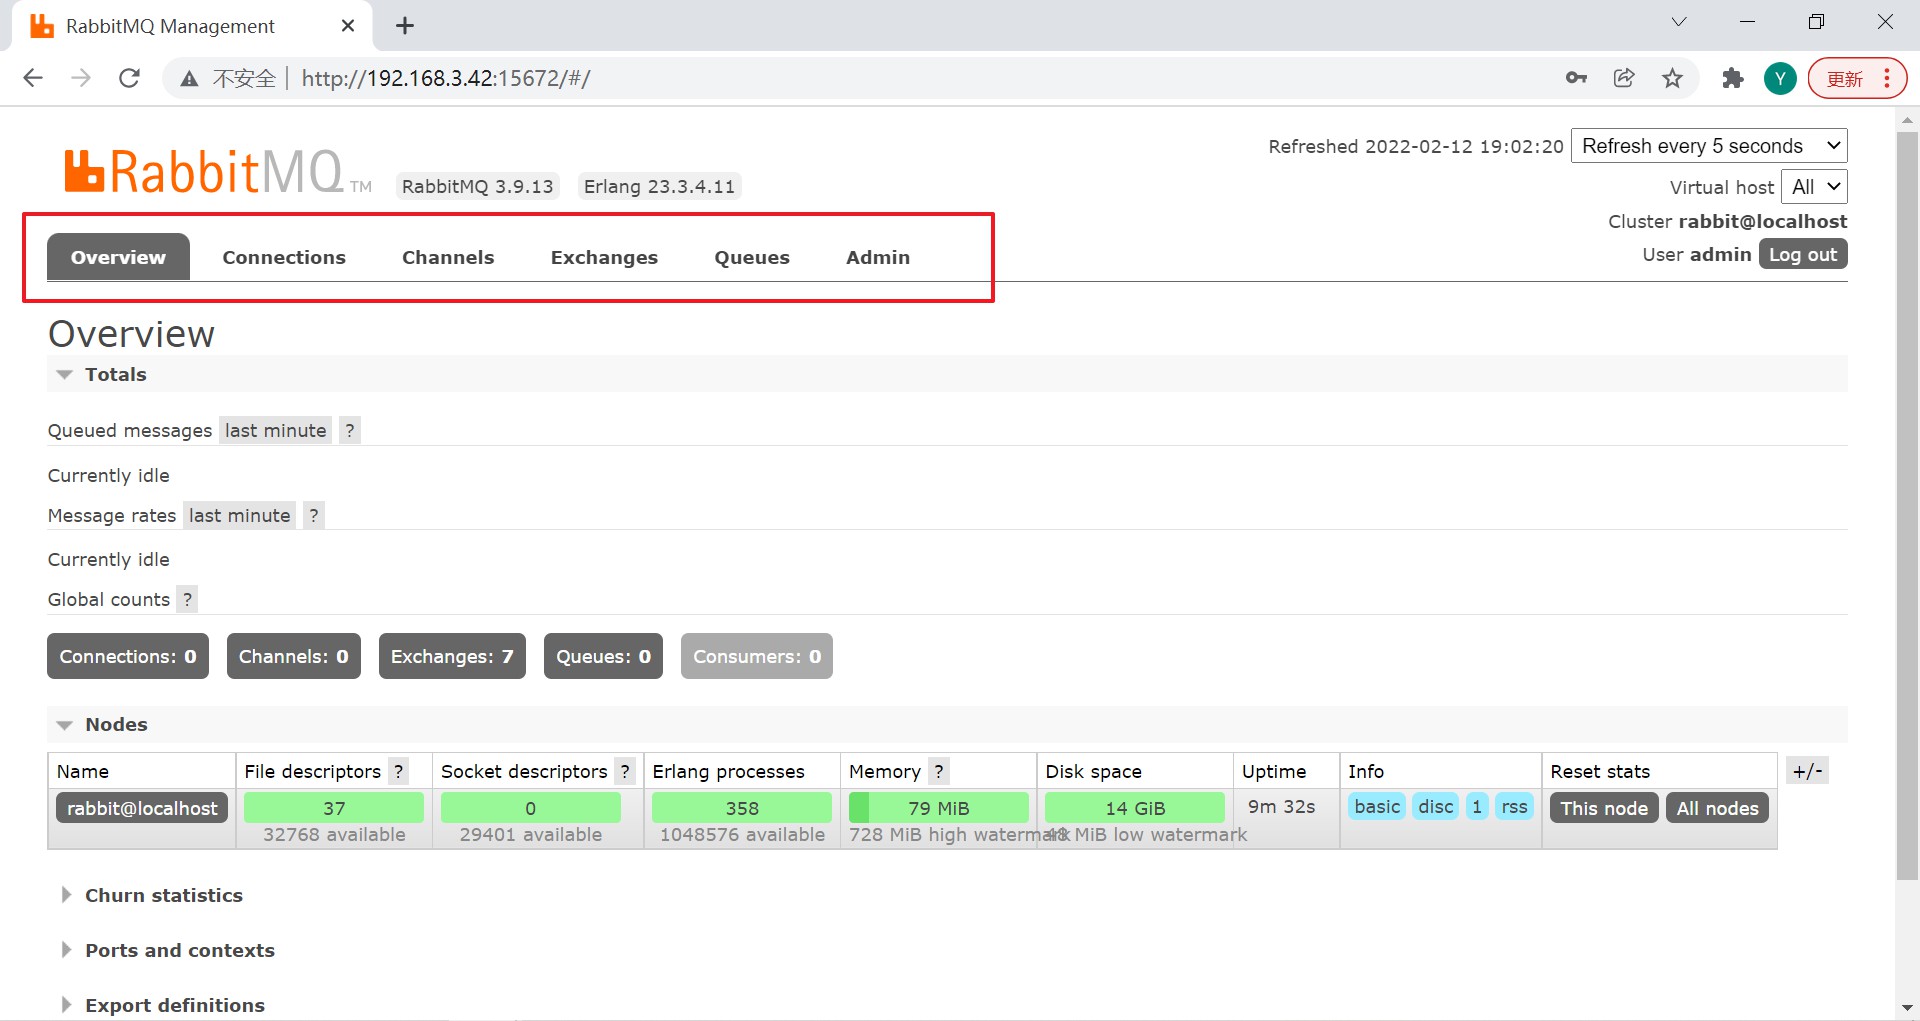 RabbitMQ Management
不安全 http://192.168.3.42:15672/#/ Y 更新
Refreshed 2022-02-12 19:02:20 Refresh every 5 seconds
RabbitMQ TM RabbitMQ 3.9.13 Erlang 23.3.4.11
Virtual host All
Cluster rabbit@localhost
User admin Log out
Overview Connections Channels Exchanges Queues Admin
Overview
Totals
Queued messages last minute ?
Currently idle
Message rates last minute ?
Currently idle
Global counts ?
Connections: 0 Channels: 0 Exchanges: 7 Queues: 0 Consumers: 0
Nodes
Name File descriptors ? Socket descriptors ? Erlang processes Memory ? Disk space Uptime Info Reset stats +/-
rabbit@localhost 37 0 358 79 MiB 14 GiB 9m 32s basic disc 1 rss This node All nodes
32768 available 29401 available 1048576 available 728 MiB high watermark 48 MiB low watermark
Churn statistics
Ports and contexts
Export definitions